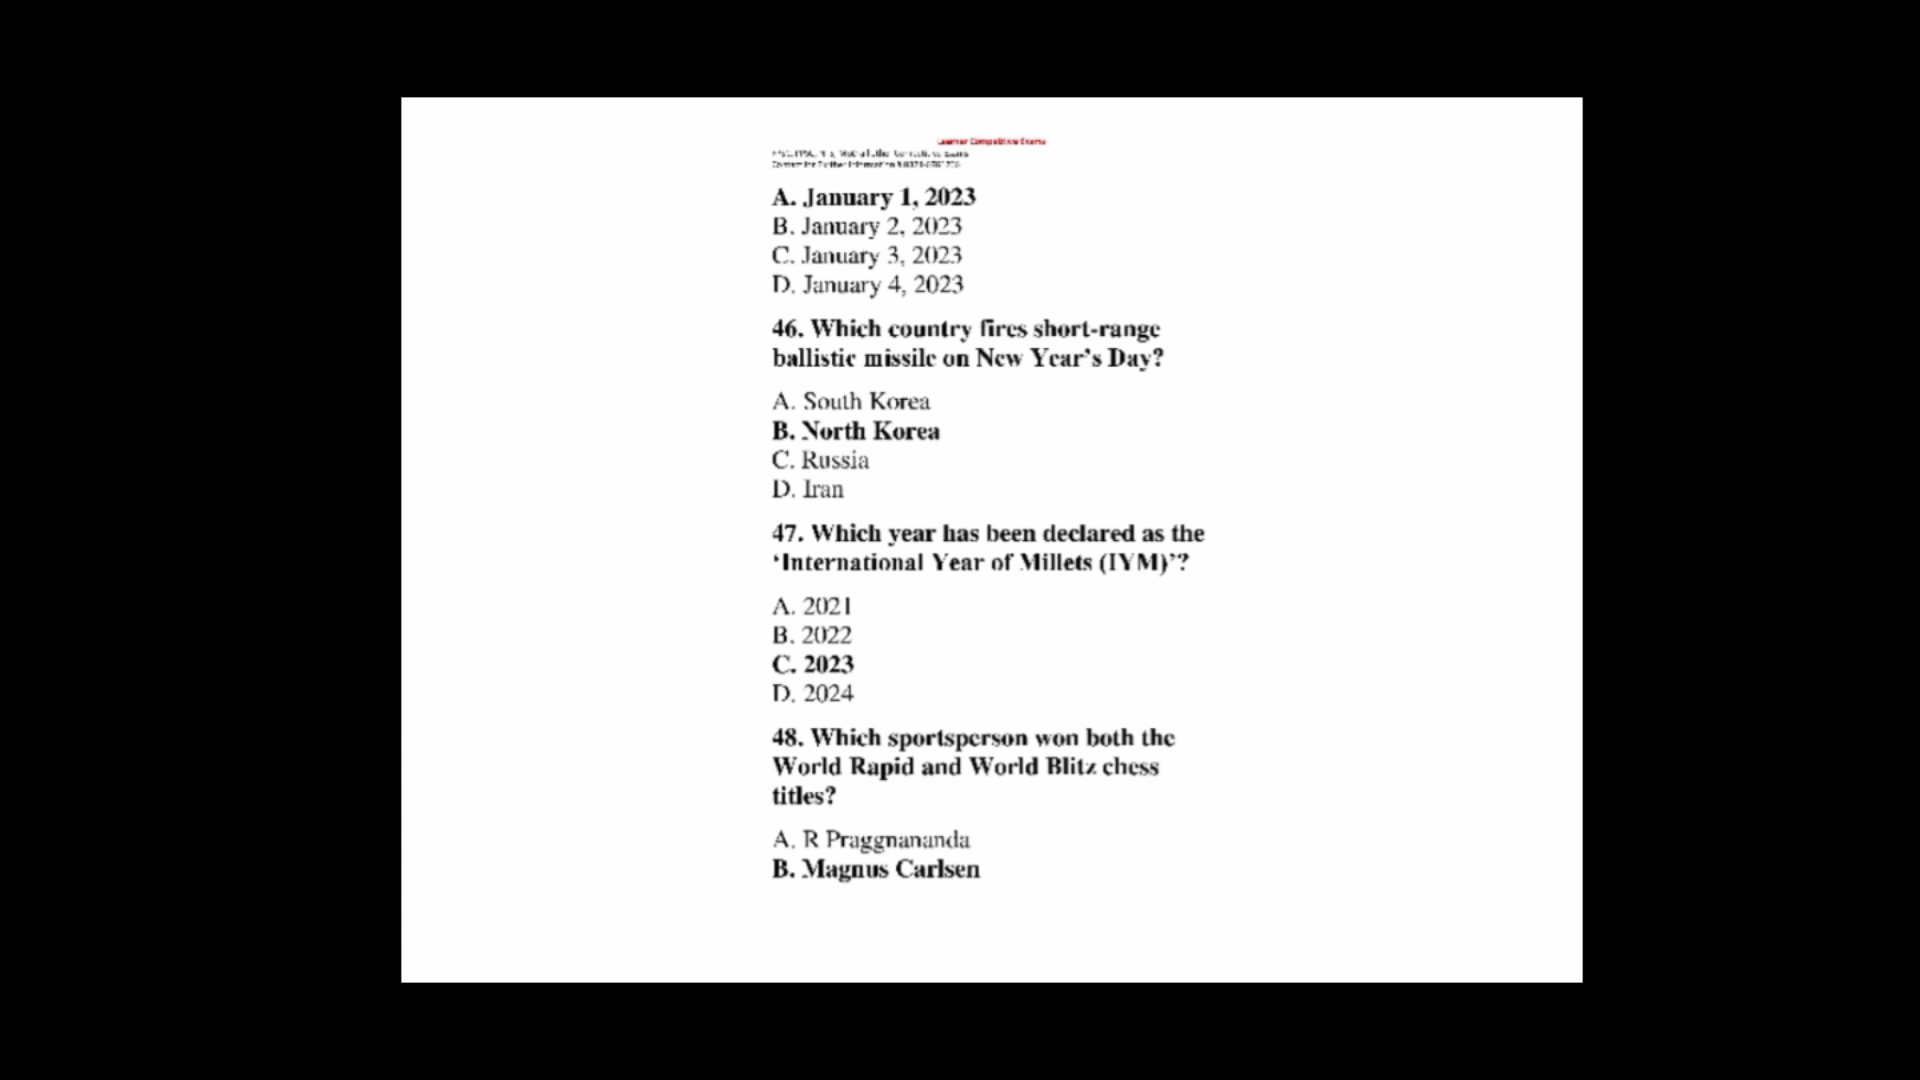 Learner Competitive Exams
A. January 1, 2023
B. January 2, 2023
C. January 3, 2023
D. January 4, 2023
46. Which country fires short-range
ballistic missile on New Year’s Day?
A. South Korea
B. North Korea
C. Russia
D. Iran
47. Which year has been declared as the
‘International Year of Millets (IYM)’?
A. 2021
B. 2022
C. 2023
D. 2024
48. Which sportsperson won both the
World Rapid and World Blitz chess
titles?
A. R Praggnananda
B. Magnus Carlsen